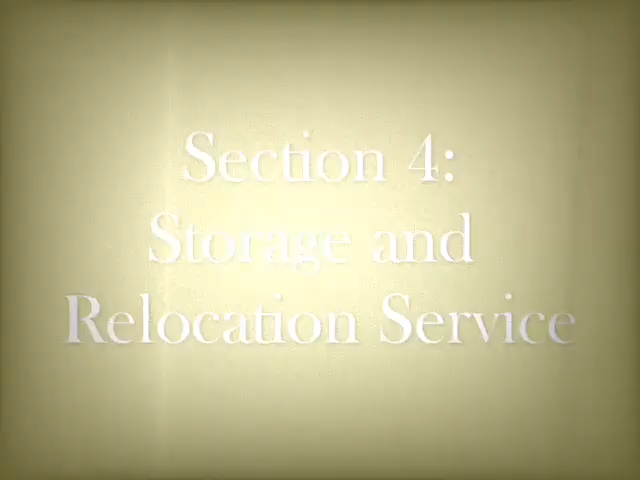 Section 4:
Storage and
Relocation Service